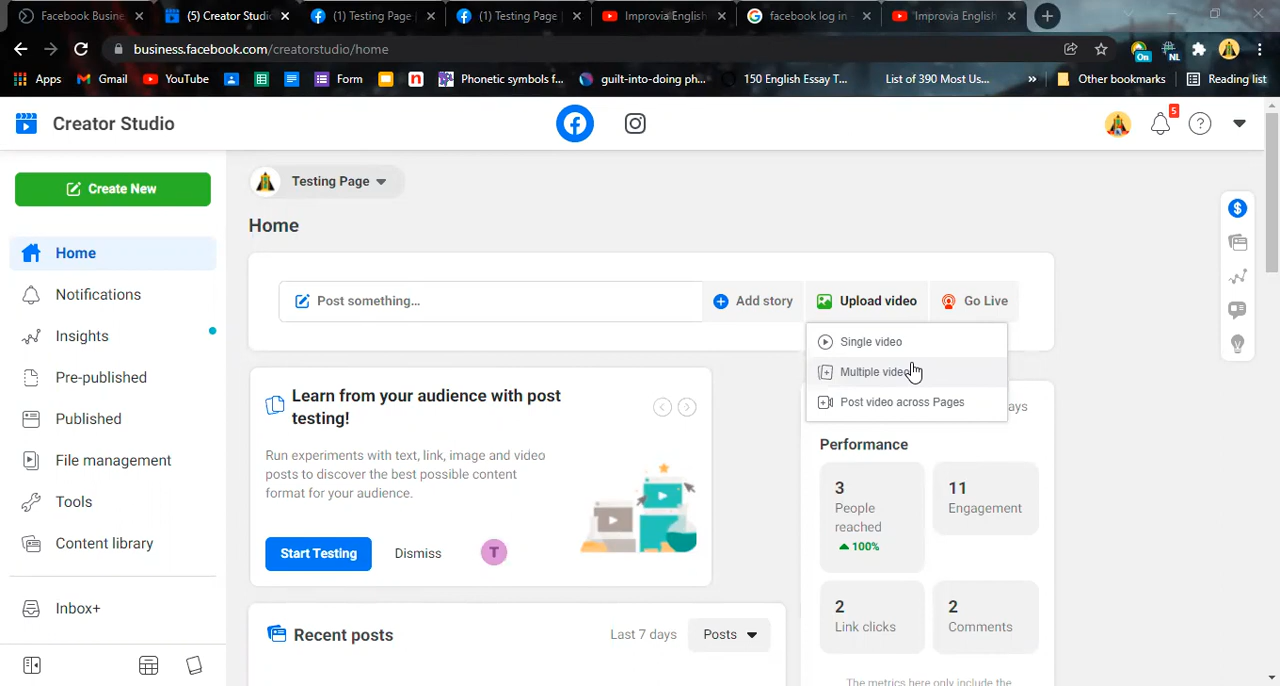 Facebook Busine
(5) Creator Studi
(1) Testing Page
(1) Testing Page
Improvia English
facebook log in -
Improvia English
business.facebook.com/creatorstudio/home
On
NL
Apps
Gmail
YouTube
Form
Phonetic symbols f...
guilt-into-doing ph...
150 English Essay T...
List of 390 Most Us...
»
Other bookmarks
Reading list
Creator Studio
5
Create New
Testing Page
Home
Home
Notifications
Insights
Pre-published
Published
File management
Tools
Content library
Inbox+
Post something...
Add story
Upload video
Go Live
Single video
Multiple vide
Post video across Pages
ays
Learn from your audience with post
testing!
Run experiments with text, link, image and video
posts to discover the best possible content
format for your audience.
Start Testing
Dismiss
T
Performance
3
People
reached
100%
11
Engagement
2
Link clicks
2
Comments
The metrics here only include the
Recent posts
Last 7 days
Posts